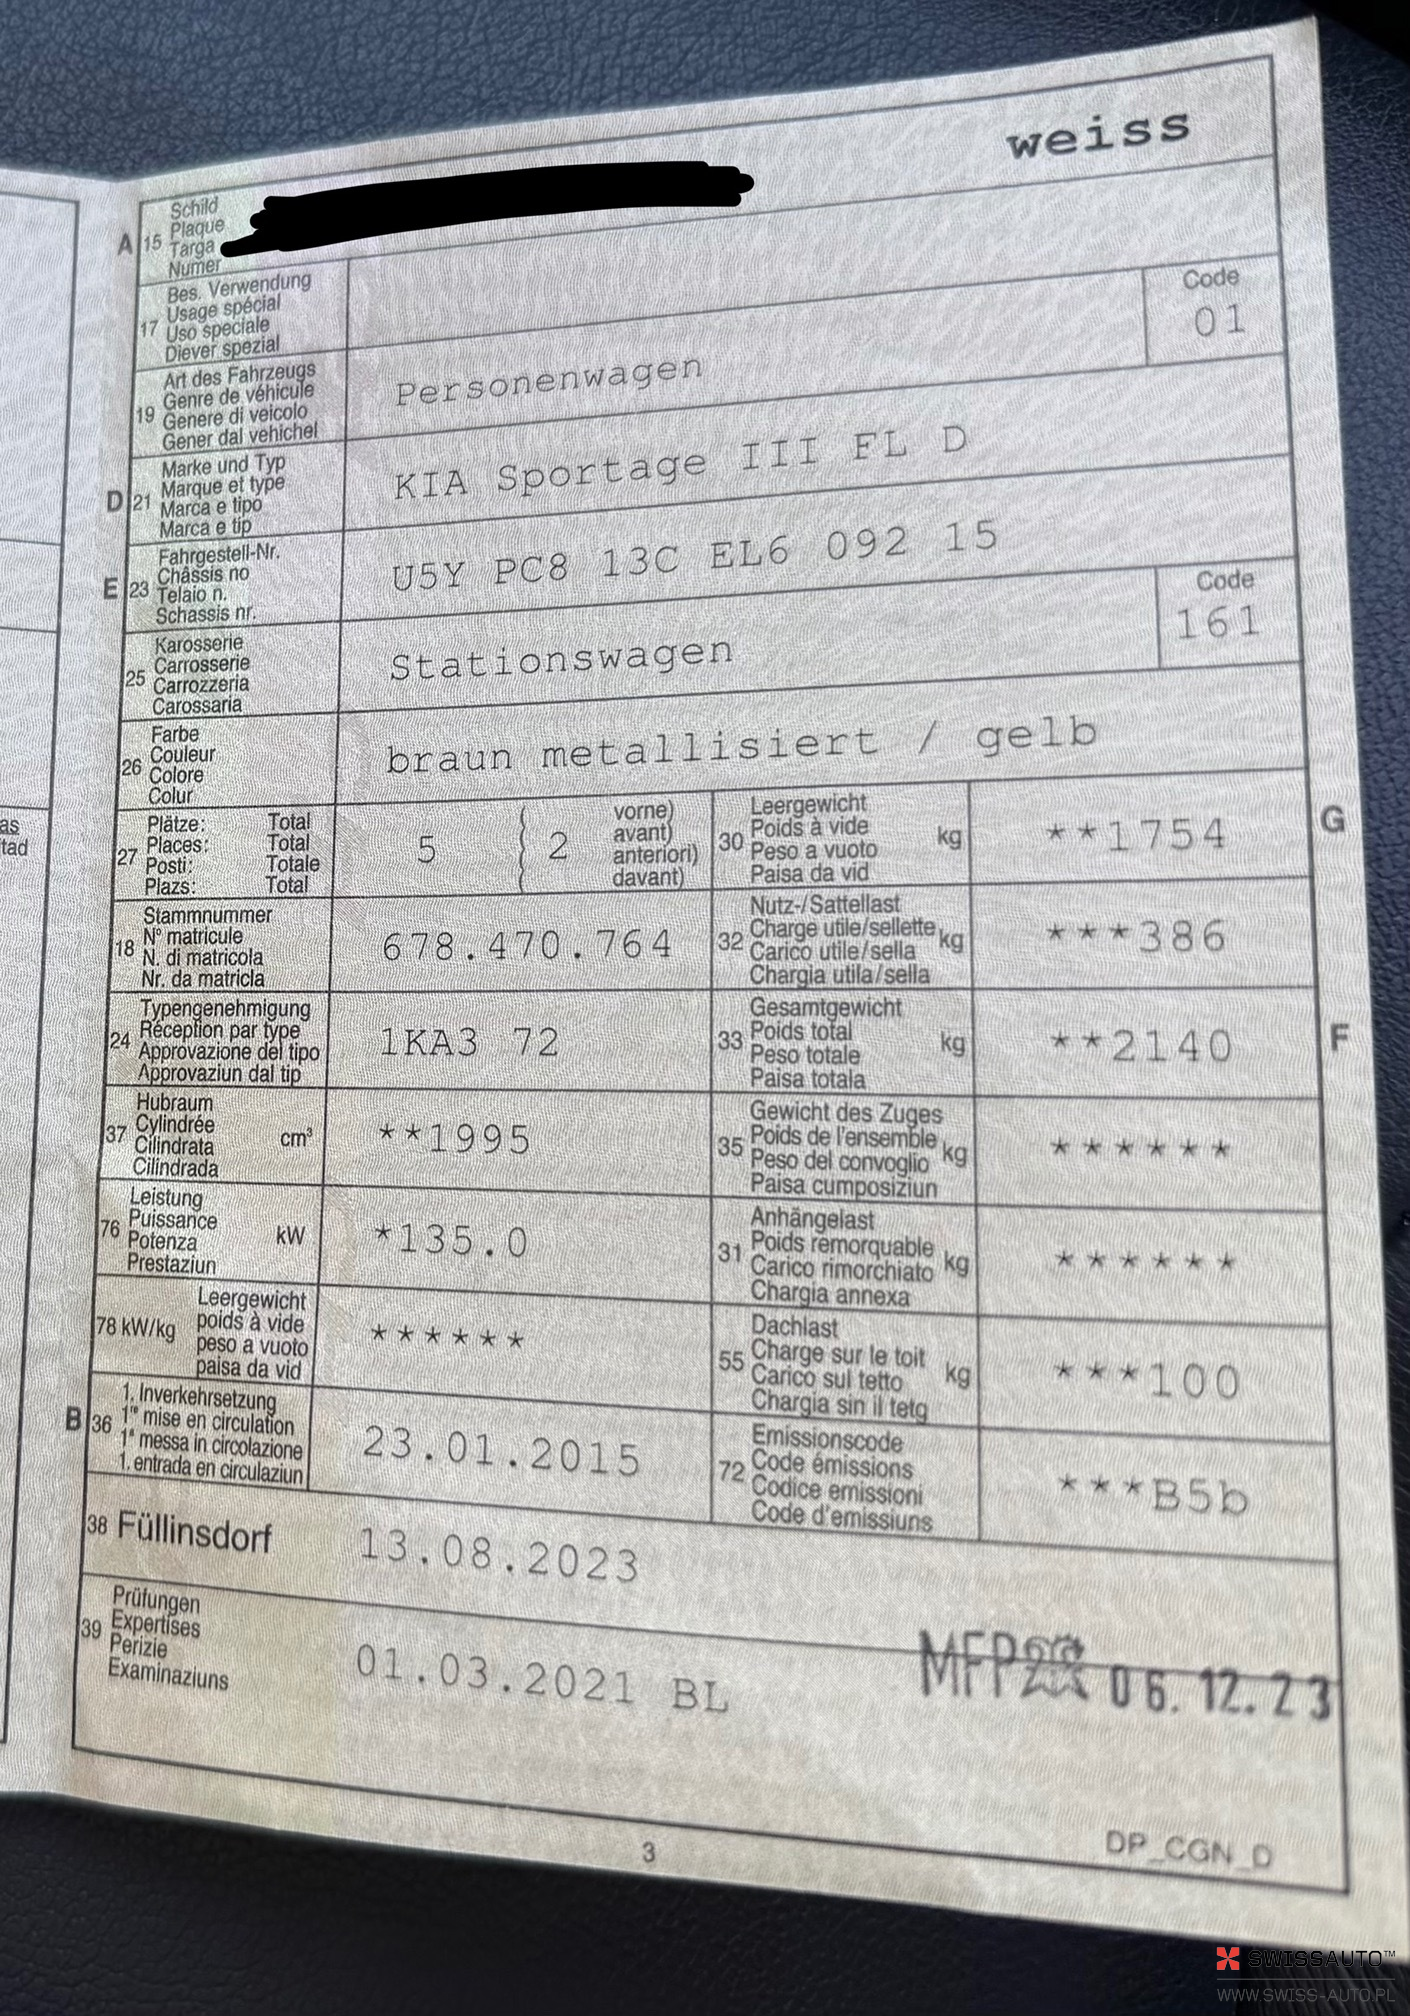 weiss
A 15 Schild
Plaque
Targa
Numer
17 Bes. Verwendung
Usage spécial
Uso speciale
Diever spezial
19 Art des Fahrzeugs
Genre de véhicule
Genere di veicolo
Gener dal vehichel
Personenwagen
Code
01
D 21 Marke und Typ
Marque et type
Marca e tipo
Marca e tip
KIA Sportage III FL D
E 23 Fahrgestell-Nr.
Châssis no
Telaio n.
Schassis nr.
U5Y PC8 13C EL6 092 15
25 Karosserie
Carrosserie
Carrozzeria
Carossaria
Stationswagen
Code
161
26 Farbe
Couleur
Colore
Colur
braun metallisiert / gelb
27 Plätze: Total
Places: Total
Posti: Totale
Plazs: Total
5 { 2
vorne)
avant)
anteriori)
davant)
30 Leergewicht
Poids à vide
Peso a vuoto
Paisa da vid
kg
**1754
G
18 Stammnummer
N° matricule
N. di matricola
Nr. da matricla
678.470.764
32 Nutz-/Sattellast
Charge utile/sellette
Carico utile/sella
Chargia utila/sella
kg
***386
24 Typengenehmigung
Réception par type
Approvazione del tipo
Approvaziun dal tip
1KA3 72
33 Gesamtgewicht
Poids total
Peso totale
Paisa totala
kg
**2140
F
37 Hubraum
Cylindrée
Cilindrata
Cilindrada
cm³
**1995
35 Gewicht des Zuges
Poids de l'ensemble
Peso del convoglio
Paisa cumposiziun
kg
******
76 Leistung
Puissance
Potenza
Prestaziun
kW
*135.0
31 Anhängelast
Poids remorquable
Carico rimorchiato
Chargia annexa
kg
******
78 kW/kg
Leergewicht
poids à vide
peso a vuoto
paisa da vid
******
55 Dachlast
Charge sur le toit
Carico sul tetto
Chargia sin il tetg
kg
***100
B 36 1. Inverkehrsetzung
1re mise en circulation
1a messa in circolazione
1. entrada en circulaziun
23.01.2015
72 Emissionscode
Code émissions
Codice emissioni
Code d'emissiuns
***B5b
38 Füllinsdorf
13.08.2023
39 Prüfungen
Expertises
Perizie
Examinaziuns
01.03.2021 BL
MFP 06.12.23
3
DP_CGN_D
as
tad
SWISSAUTO™
WWW.SWISS-AUTO.PL